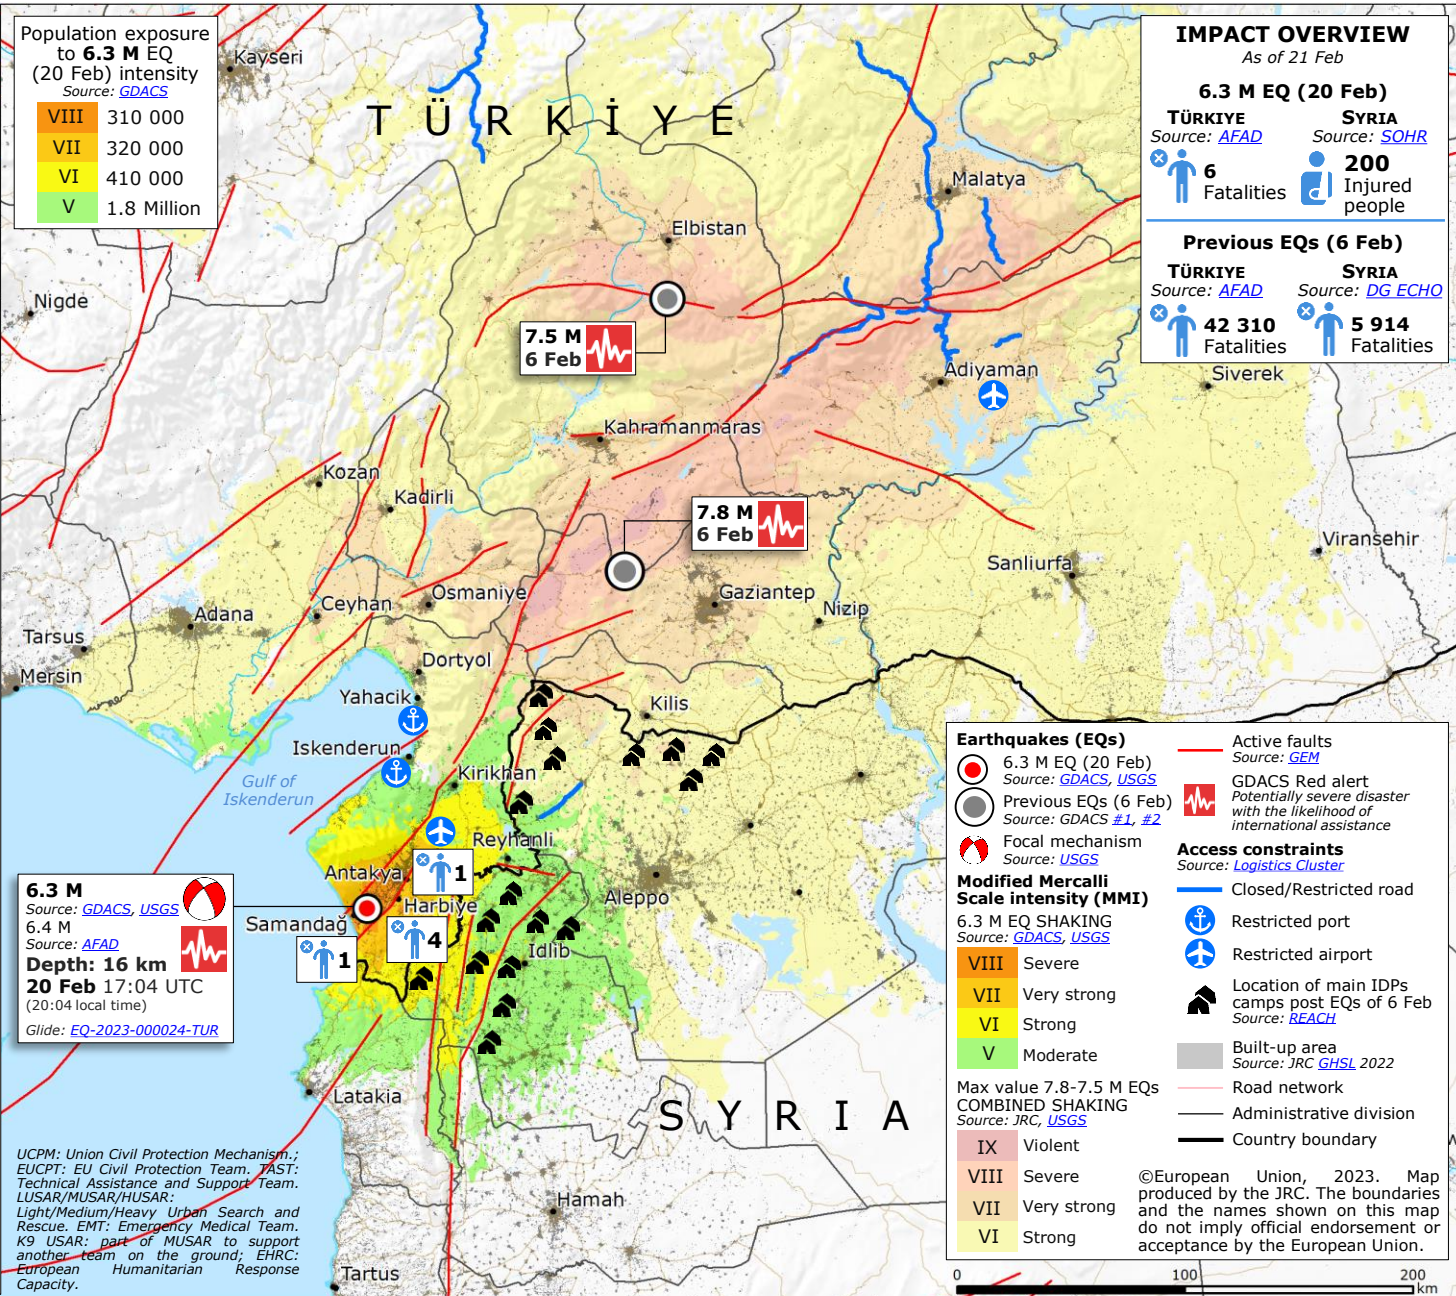 Population exposure
to 6.3 M EQ
(20 Feb) intensity
Source: GDACS
VIII 310 000
VII 320 000
VI 410 000
V 1.8 Million
IMPACT OVERVIEW
As of 21 Feb
6.3 M EQ (20 Feb)
TÜRKIYE
Source: AFAD
6
Fatalities
SYRIA
Source: SOHR
200
Injured
people
Previous EQs (6 Feb)
TÜRKIYE
Source: AFAD
42 310
Fatalities
SYRIA
Source: DG ECHO
5 914
Fatalities
Kayseri
TÜRKİYE
Malatya
Elbistan
Nigde
7.5 M
6 Feb
Adiyaman
Siverek
Kahramanmaras
Kozan
Kadirli
7.8 M
6 Feb
Viransehir
Sanliurfa
Osmaniye
Gaziantep
Ceyhan
Nizip
Adana
Tarsus
Mersin
Dortyol
Yahacik
Kilis
Iskenderun
Kirikhan
Gulf of
Iskenderun
Reyhanli
Antakya
1
Harbiye
Aleppo
Samandağ
4
1
Idlib
6.3 M
Source: GDACS, USGS
6.4 M
Source: AFAD
Depth: 16 km
20 Feb 17:04 UTC
(20:04 local time)
Glide: EQ-2023-000024-TUR
Latakia
SYRIA
Hamah
Tartus
UCPM: Union Civil Protection Mechanism.;
EUCPT: EU Civil Protection Team. TAST:
Technical Assistance and Support Team.
LUSAR/MUSAR/HUSAR:
Light/Medium/Heavy Urban Search and
Rescue. EMT: Emergency Medical Team.
K9 USAR: part of MUSAR to support
another team on the ground; EHRC:
European Humanitarian Response
Capacity.
Earthquakes (EQs)
6.3 M EQ (20 Feb)
Source: GDACS, USGS
Previous EQs (6 Feb)
Source: GDACS #1, #2
Focal mechanism
Source: USGS
Modified Mercalli
Scale intensity (MMI)
6.3 M EQ SHAKING
Source: GDACS, USGS
VIII Severe
VII Very strong
VI Strong
V Moderate
Max value 7.8-7.5 M EQs
COMBINED SHAKING
Source: JRC, USGS
IX Violent
VIII Severe
VII Very strong
VI Strong
Active faults
Source: GEM
GDACS Red alert
Potentially severe disaster
with the likelihood of
international assistance
Access constraints
Source: Logistics Cluster
Closed/Restricted road
Restricted port
Restricted airport
Location of main IDPs
camps post EQs of 6 Feb
Source: REACH
Built-up area
Source: JRC GHSL 2022
Road network
Administrative division
Country boundary
©European Union, 2023. Map
produced by the JRC. The boundaries
and the names shown on this map
do not imply official endorsement or
acceptance by the European Union.
0 100 200
km